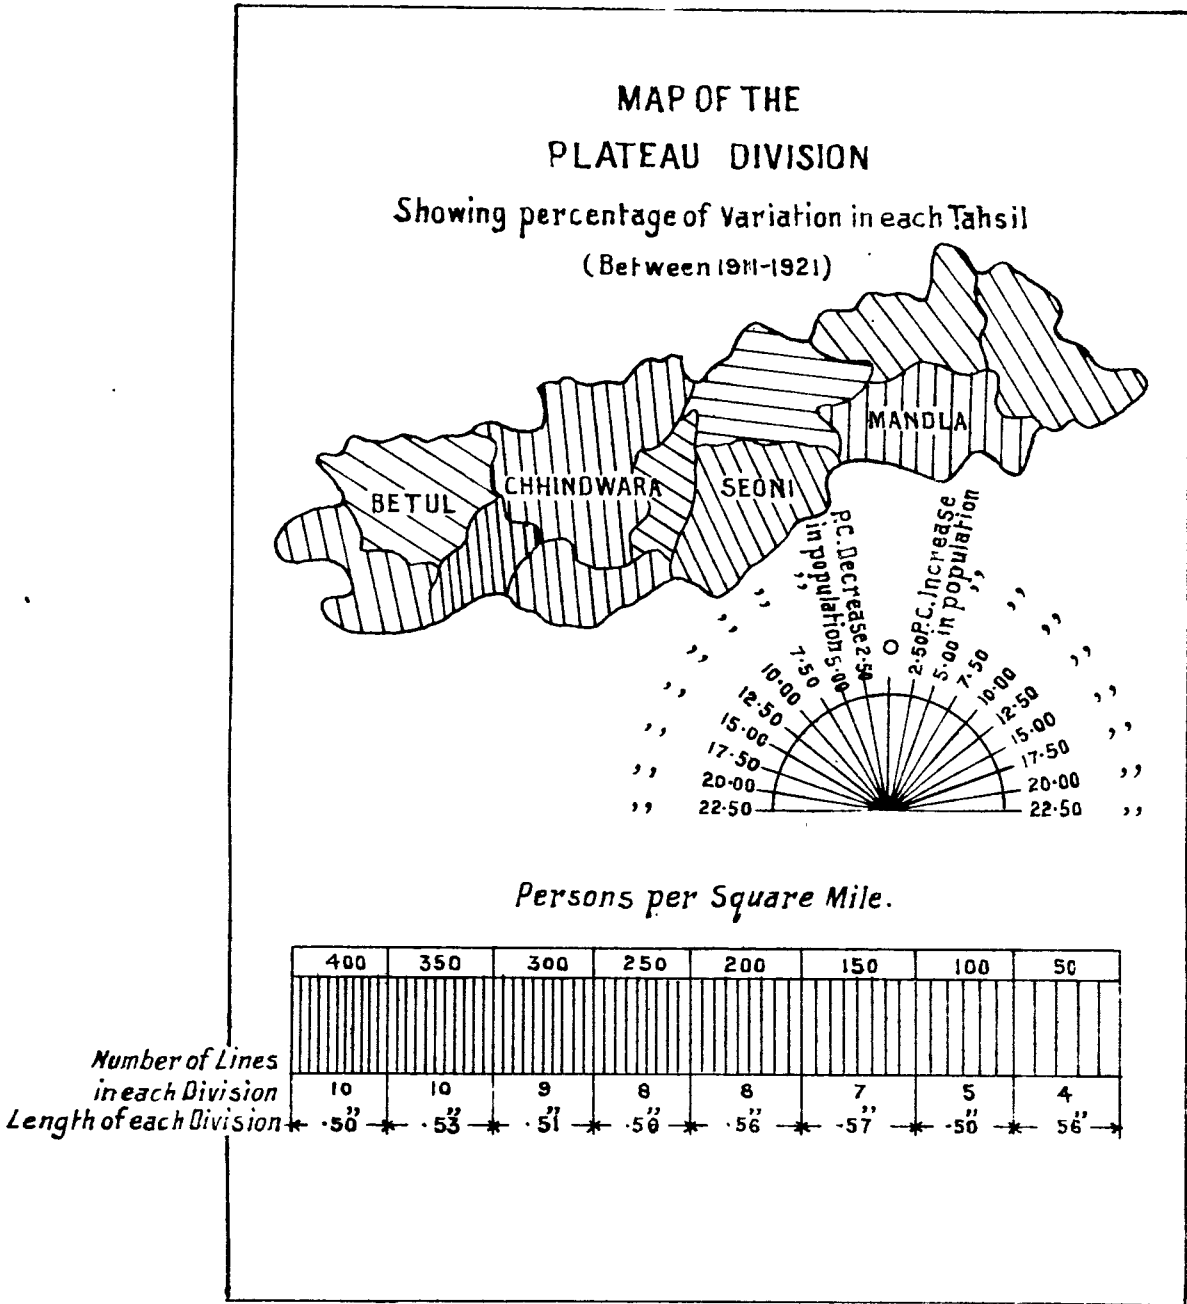 MAP OF THE
PLATEAU DIVISION
Showing percentage of Variation in each Tahsil
(Between 1911-1921)
MANDLA
CHHINDWARA
SEONI
BETUL
P.C. Decrease
in population
P.C. Increase
in population
O
2·50
5·00
7·50
10·00
12·50
15·00
17·50
20·00
22·50
2·50
5·00
7·50
10·00
12·50
15·00
17·50
20·00
22·50
Persons per Square Mile.
400 350 300 250 200 150 100 50
Number of Lines
in each Division 10 10 9 8 8 7 5 4
Length of each Division ·50" ·53" ·51" ·50" ·56" ·57" ·50" 56"